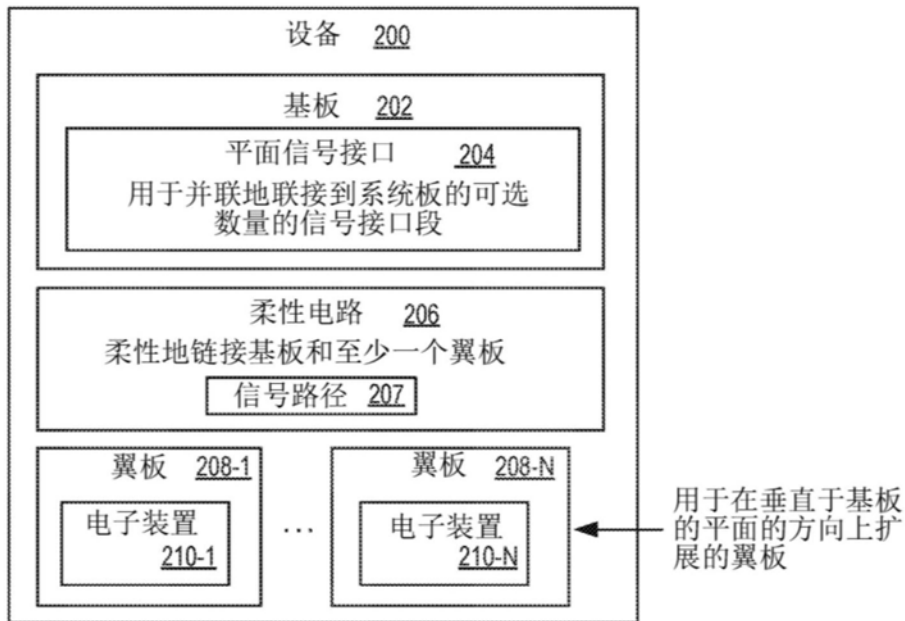 设备 200
基板 202
平面信号接口 204
用于并联地联接到系统板的可选
数量的信号接口段
柔性电路 206
柔性地链接基板和至少一个翼板
信号路径 207
翼板 208-1
电子装置
210-1
...
翼板 208-N
电子装置
210-N
用于在垂直于基板
的平面的方向上扩
展的翼板